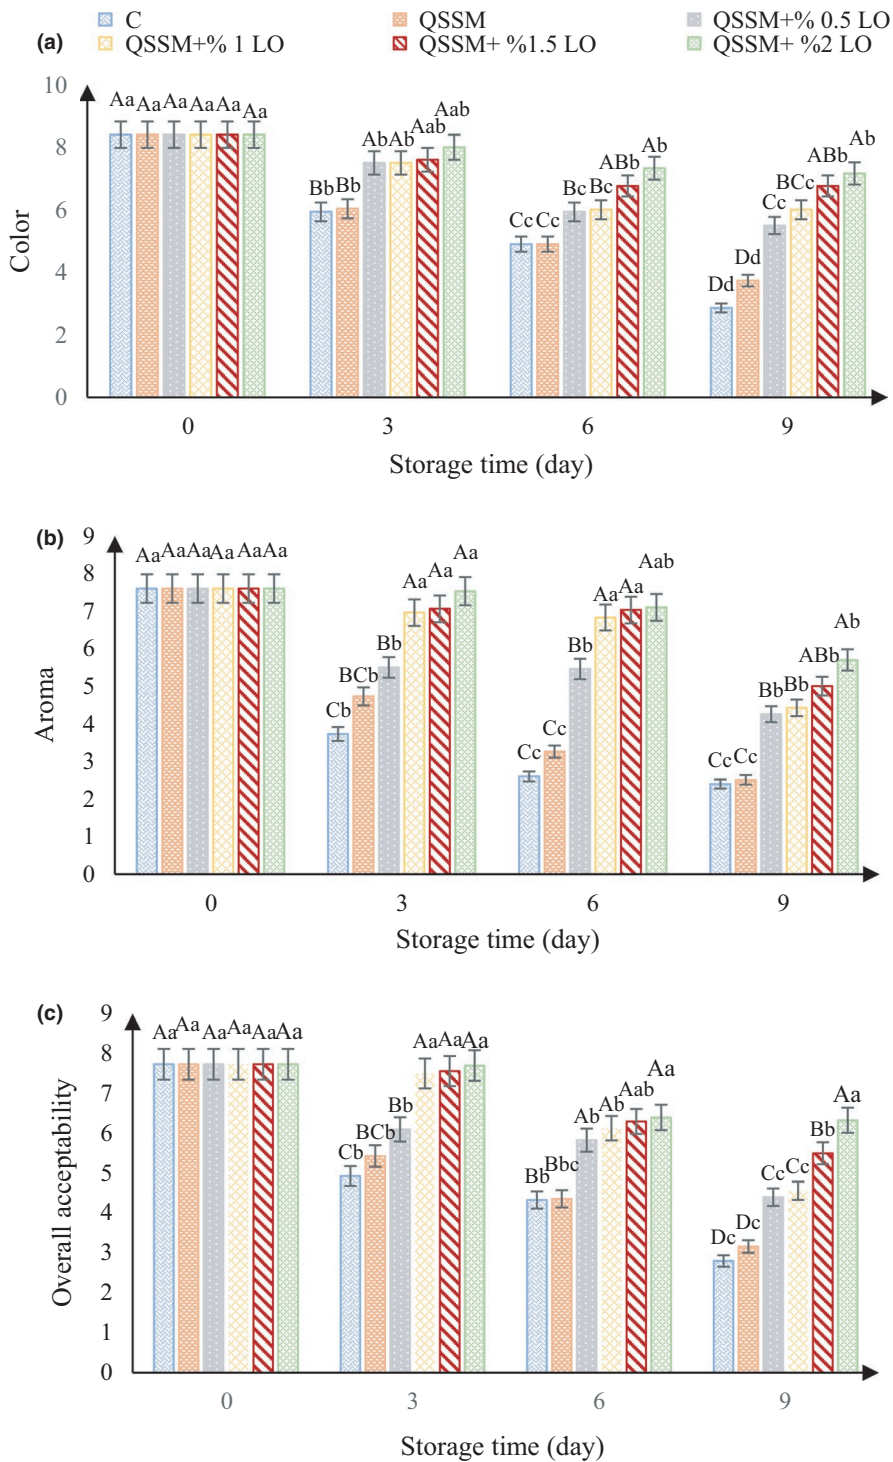 C QSSM QSSM+% 0.5 LO
(a) QSSM+% 1 LO QSSM+ %1.5 LO QSSM+ %2 LO
10
8
6
4
2
0
Color
Aa Aa Aa Aa Aa Aa
Bb Bb Ab Ab Aab Aab
Cc Cc Bc Bc ABb Ab
Dd Dd Cc BCc ABb Ab
0 3 6 9
Storage time (day)
(b)
9
8
7
6
5
4
3
2
1
0
Aroma
Aa Aa Aa Aa Aa Aa
Cb BCb Bb Aa Aa Aa
Cc Cc Bb Aa Aa Aab
Cc Cc Bb Bb ABb Ab
0 3 6 9
Storage time (day)
(c)
9
8
7
6
5
4
3
2
1
0
Overall acceptability
Aa Aa Aa Aa Aa Aa
Cb BCb Bb Aa Aa Aa
Bb Bbc Ab Ab Aab Aa
Dc Dc Cc Cc Bb Aa
0 3 6 9
Storage time (day)